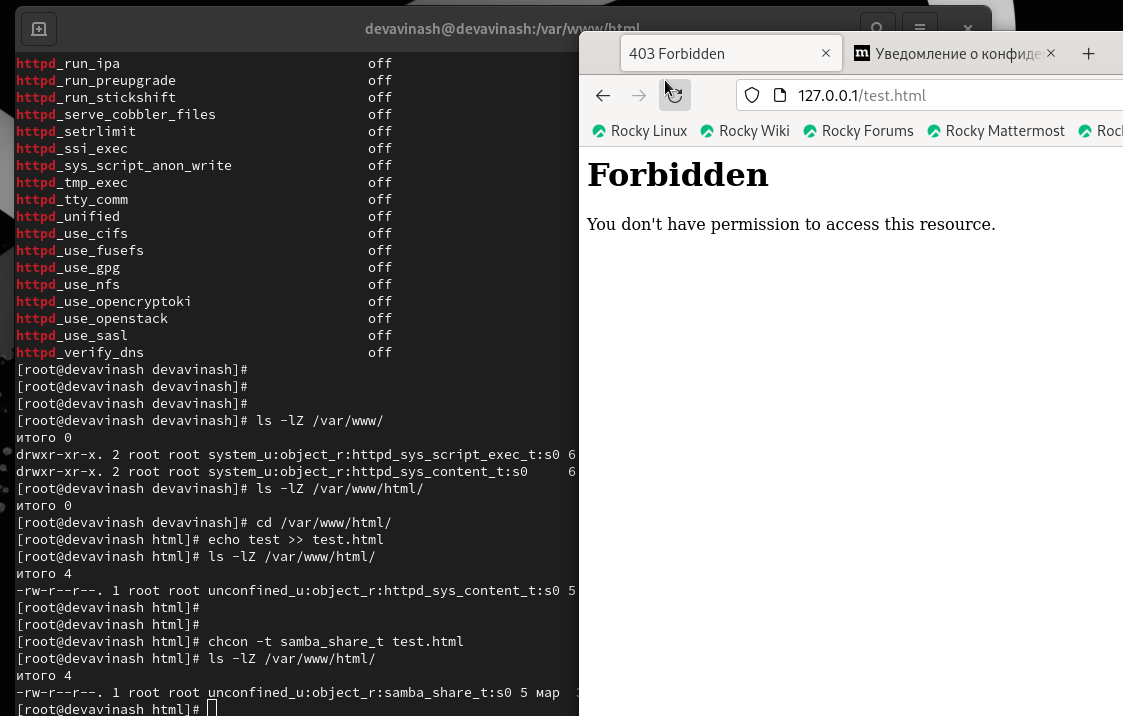 devavinash@devavinash:/var/www/html
httpd_run_ipa off
httpd_run_preupgrade off
httpd_run_stickshift off
httpd_serve_cobbler_files off
httpd_setrlimit off
httpd_ssi_exec off
httpd_sys_script_anon_write off
httpd_tmp_exec off
httpd_tty_comm off
httpd_unified off
httpd_use_cifs off
httpd_use_fusefs off
httpd_use_gpg off
httpd_use_nfs off
httpd_use_opencryptoki off
httpd_use_openstack off
httpd_use_sasl off
httpd_verify_dns off
[root@devavinash devavinash]#
[root@devavinash devavinash]#
[root@devavinash devavinash]#
[root@devavinash devavinash]# ls -lZ /var/www/
итого 0
drwxr-xr-x. 2 root root system_u:object_r:httpd_sys_script_exec_t:s0 6
drwxr-xr-x. 2 root root system_u:object_r:httpd_sys_content_t:s0 6
[root@devavinash devavinash]# ls -lZ /var/www/html/
итого 0
[root@devavinash devavinash]# cd /var/www/html/
[root@devavinash html]# echo test >> test.html
[root@devavinash html]# ls -lZ /var/www/html/
итого 4
-rw-r--r--. 1 root root unconfined_u:object_r:httpd_sys_content_t:s0 5
[root@devavinash html]#
[root@devavinash html]#
[root@devavinash html]# chcon -t samba_share_t test.html
[root@devavinash html]# ls -lZ /var/www/html/
итого 4
-rw-r--r--. 1 root root unconfined_u:object_r:samba_share_t:s0 5 мар
[root@devavinash html]#
403 Forbidden
m Уведомление о конфиде
127.0.0.1/test.html
Rocky Linux Rocky Wiki Rocky Forums Rocky Mattermost Roc
Forbidden
You don't have permission to access this resource.